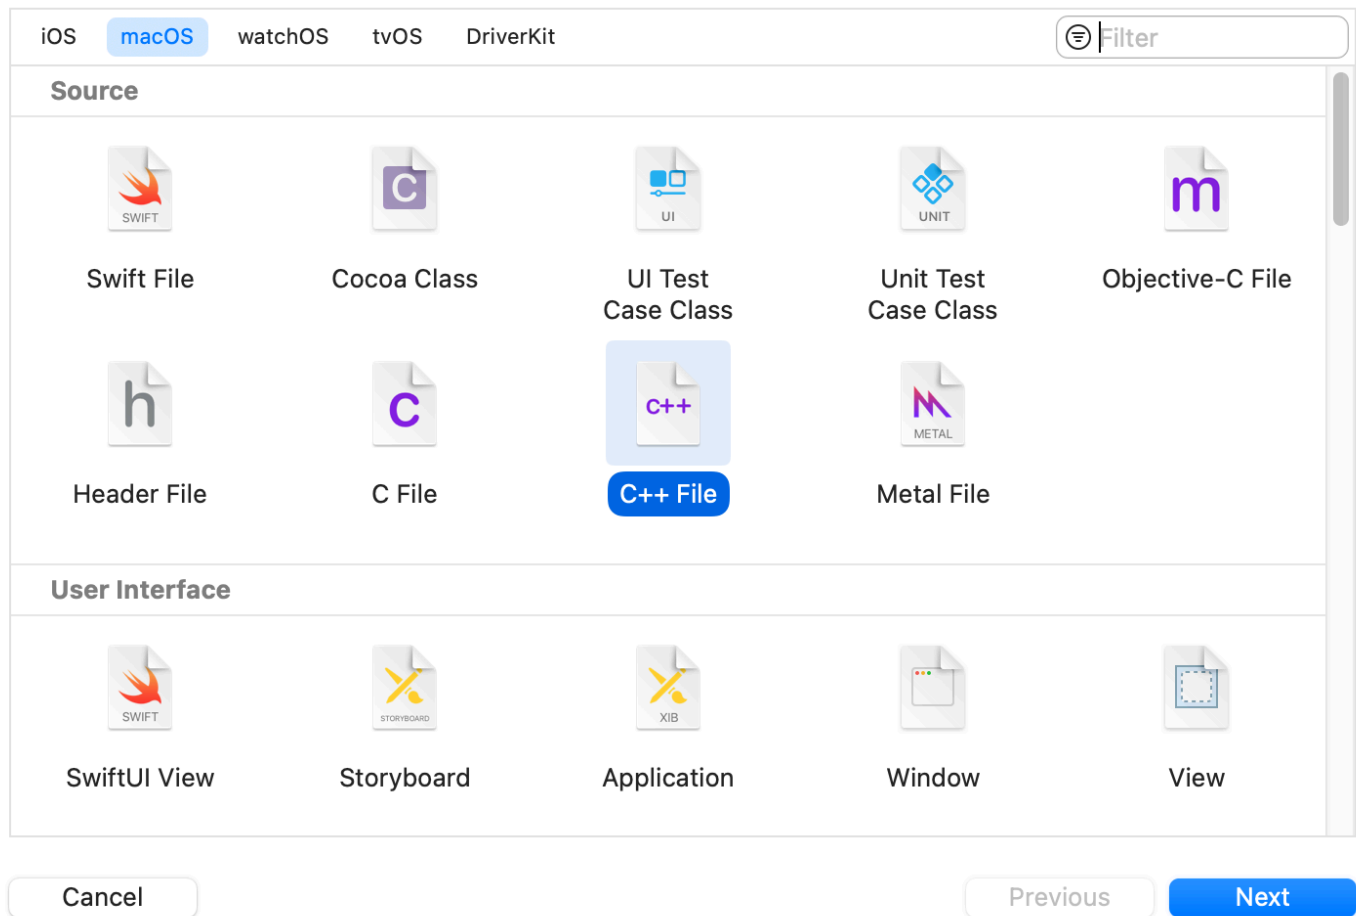 iOS macOS watchOS tvOS DriverKit Filter
Source
SWIFT C UI UNIT m
Swift File Cocoa Class UI Test Unit Test Objective-C File
Case Class Case Class
h C C++ METAL
Header File C File C++ File Metal File
User Interface
SWIFT STORYBOARD XIB
SwiftUI View Storyboard Application Window View
Cancel Previous Next